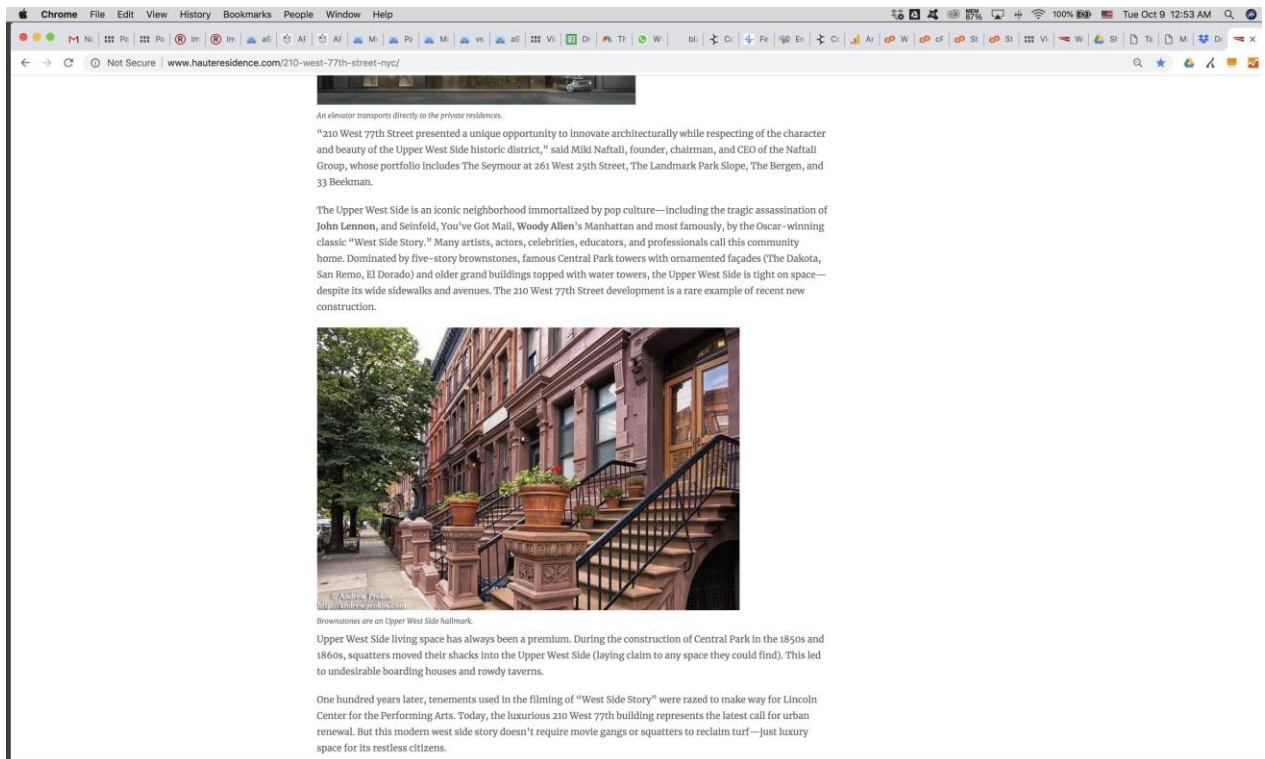 Chrome File Edit View History Bookmarks People Window Help
MEM 87% 100% Tue Oct 9 12:53 AM
Not Secure | www.hauteresidence.com/210-west-77th-street-nyc/
An elevator transports directly to the private residences.
“210 West 77th Street presented a unique opportunity to innovate architecturally while respecting of the character
and beauty of the Upper West Side historic district,” said Miki Naftali, founder, chairman, and CEO of the Naftali
Group, whose portfolio includes The Seymour at 261 West 25th Street, The Landmark Park Slope, The Bergen, and
33 Beekman.
The Upper West Side is an iconic neighborhood immortalized by pop culture—including the tragic assassination of
John Lennon, and Seinfeld, You’ve Got Mail, Woody Allen’s Manhattan and most famously, by the Oscar-winning
classic “West Side Story.” Many artists, actors, celebrities, educators, and professionals call this community
home. Dominated by five-story brownstones, famous Central Park towers with ornamented façades (The Dakota,
San Remo, El Dorado) and older grand buildings topped with water towers, the Upper West Side is tight on space—
despite its wide sidewalks and avenues. The 210 West 77th Street development is a rare example of recent new
construction.
© Andrew Prokos
http://andrewprokos.com
Brownstones are an Upper West Side hallmark.
Upper West Side living space has always been a premium. During the construction of Central Park in the 1850s and
1860s, squatters moved their shacks into the Upper West Side (laying claim to any space they could find). This led
to undesirable boarding houses and rowdy taverns.
One hundred years later, tenements used in the filming of “West Side Story” were razed to make way for Lincoln
Center for the Performing Arts. Today, the luxurious 210 West 77th building represents the latest call for urban
renewal. But this modern west side story doesn’t require movie gangs or squatters to reclaim turf—just luxury
space for its restless citizens.